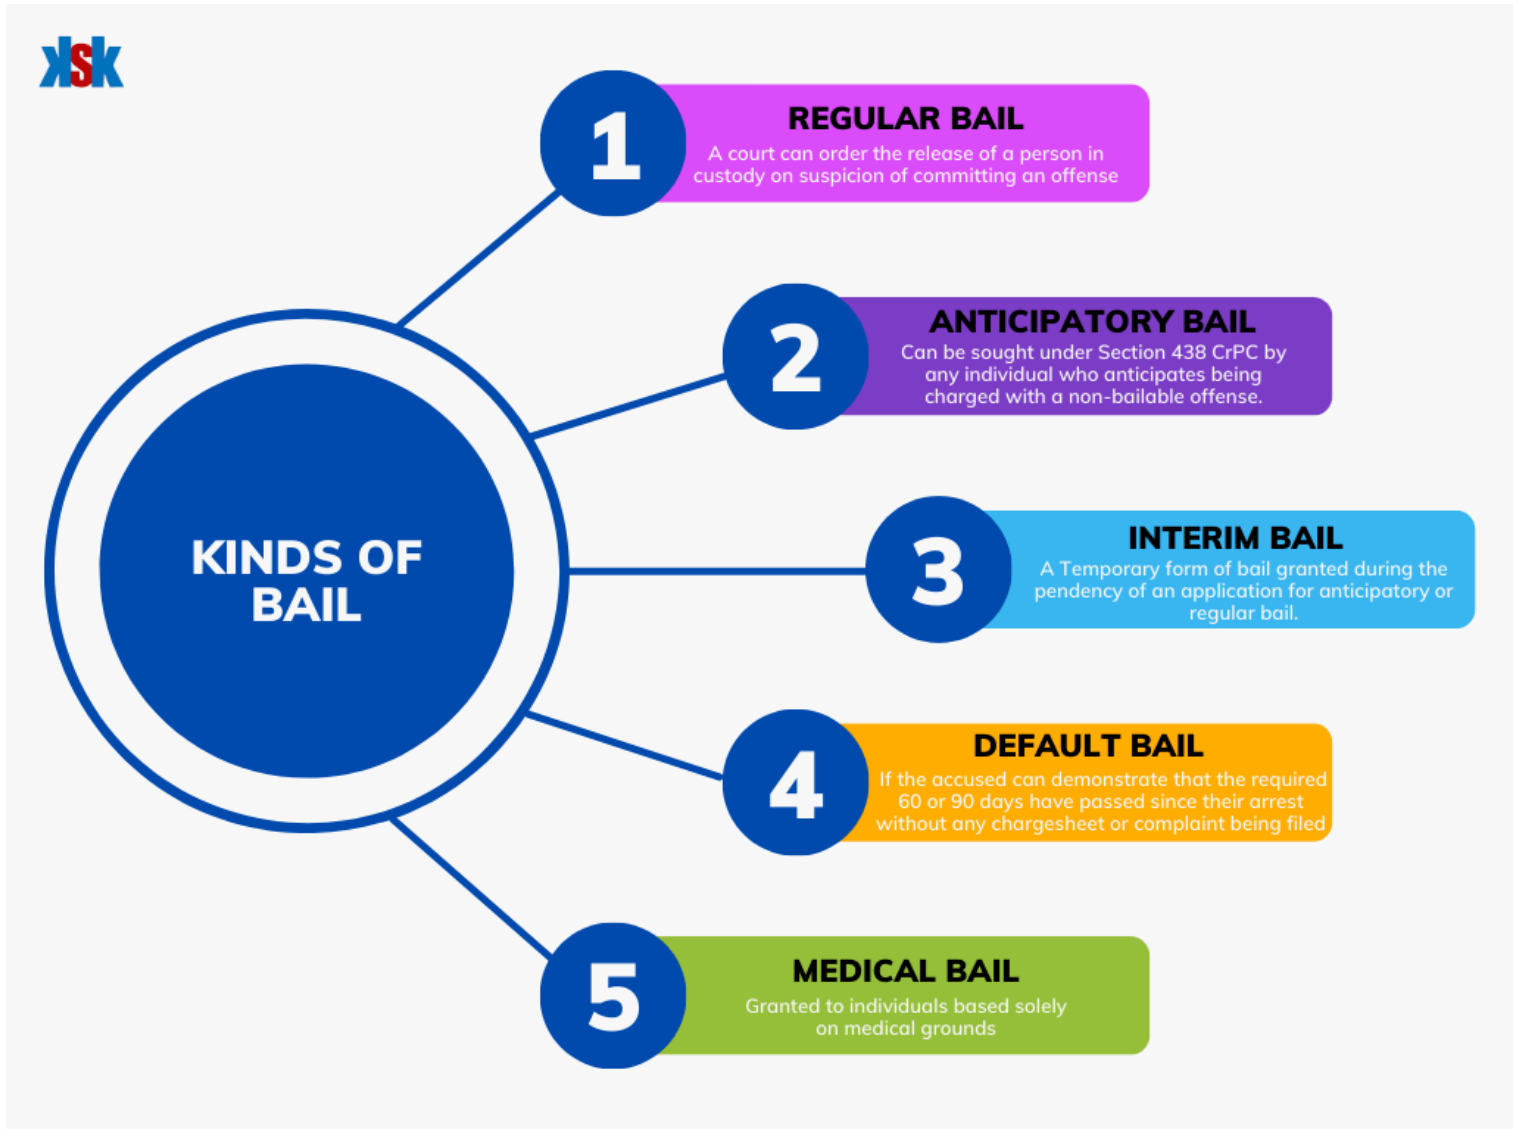 KSK
1
REGULAR BAIL
A court can order the release of a person in
custody on suspicion of committing an offense
2
ANTICIPATORY BAIL
Can be sought under Section 438 CrPC by
any individual who anticipates being
charged with a non-bailable offense.
KINDS OF
BAIL
3
INTERIM BAIL
A Temporary form of bail granted during the
pendency of an application for anticipatory or
regular bail.
4
DEFAULT BAIL
If the accused can demonstrate that the required
60 or 90 days have passed since their arrest
without any chargesheet or complaint being filed
5
MEDICAL BAIL
Granted to individuals based solely
on medical grounds